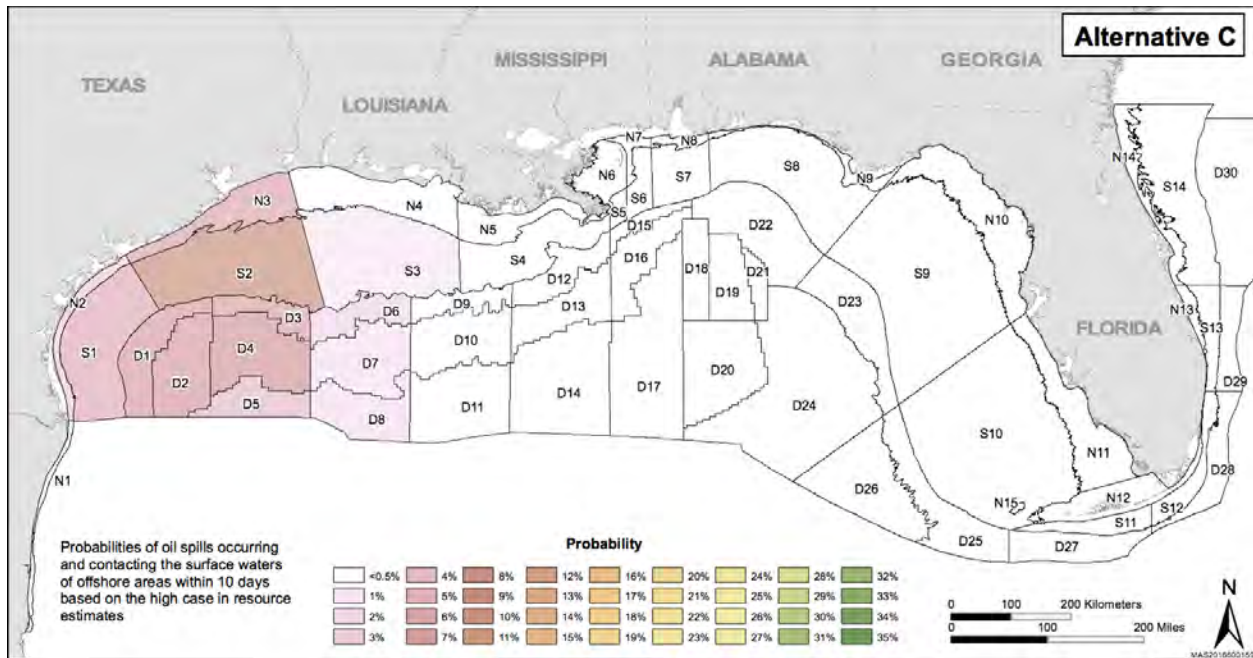 Alternative C
MISSISSIPPI ALABAMA GEORGIA
TEXAS
LOUISIANA
FLORIDA
N7 N8
N14
N6 S7 S8 N9 S14 D30
N3 N4 S6 N10
S5
N5 D15 D22
S2 S3 S4 D16 S9
D12 D18 D21
N2 D6 D9 D13 D19 D23 N13 S13
D3
S1 D1 D4 D7 D10
D2 D20 D29
D5 D8 D11 D14 D17 D24
S10 N11 D28
N1 D26 N15 N12
S11 S12
D25 D27
Probabilities of oil spills occurring
and contacting the surface waters
of offshore areas within 10 days
based on the high case in resource
estimates
Probability
<0.5% 4% 8% 12% 16% 20% 24% 28% 32%
1% 5% 9% 13% 17% 21% 25% 29% 33%
2% 6% 10% 14% 18% 22% 26% 30% 34%
3% 7% 11% 15% 19% 23% 27% 31% 35%
N
0 100 200 Kilometers
0 100 200 Miles